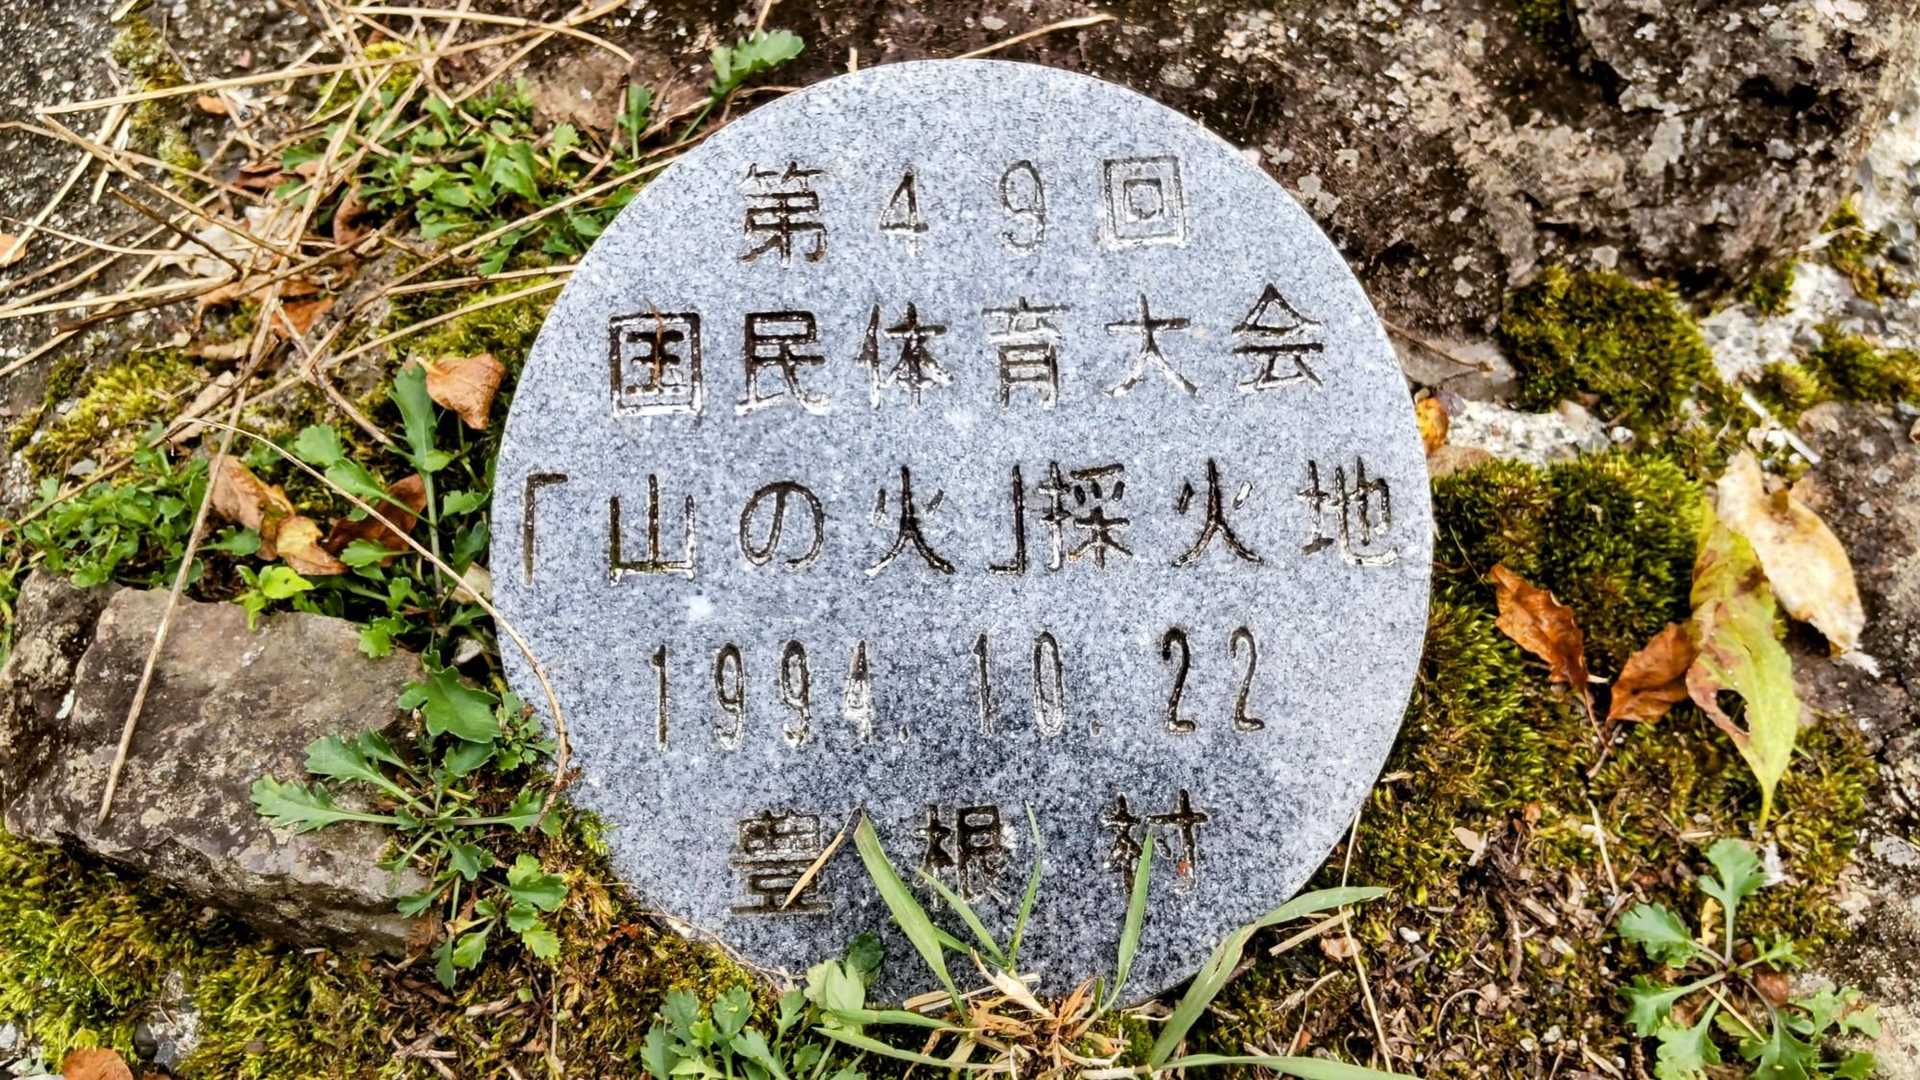 第49回
国民体育大会
「山の火」採火地
1994.10.22
豊根村